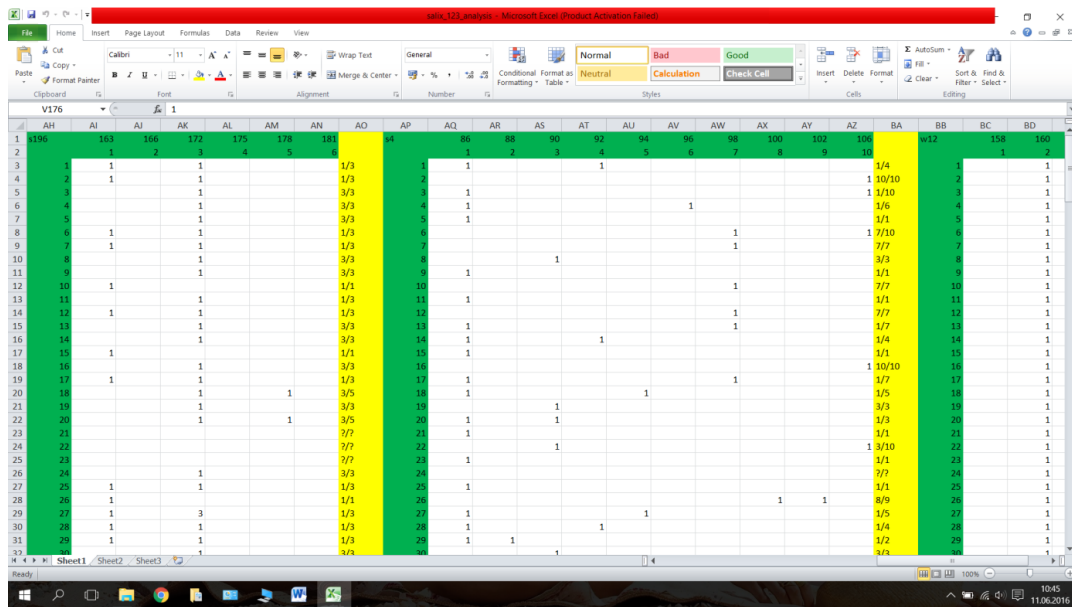 salix_123_analysis - Microsoft Excel (Product Activation Failed)
File Home Insert Page Layout Formulas Data Review View
Cut
Copy
Format Painter
Paste
Calibri 11
B I U
Wrap Text
Merge & Center
General
Conditional Formatting
Format as Table
Normal Bad Good
Neutral Calculation Check Cell
Insert Delete Format
Σ AutoSum
Fill
Clear
Sort & Filter
Find & Select
Clipboard Font Alignment Number Styles Cells Editing
V176 fx 1
AH AI AJ AK AL AM AN AO AP AQ AR AS AT AU AV AW AX AY AZ BA BB BC BD
1 s196 163 166 172 175 178 181 s4 86 88 90 92 94 96 98 100 102 106 w12 158 160
2 1 2 3 4 5 6 1 2 3 4 5 6 7 8 9 10 1 2
3 1 1 1 1/3 1 1 1 1/4 1 1
4 2 1 1 1/3 2 1 10/10 2 1
5 3 1 3/3 3 1 1 1/10 3 1
6 4 1 3/3 4 1 1 1/6 4 1
7 5 1 3/3 5 1 1/1 5 1
8 6 1 1 1/3 6 1 1 7/10 6 1
9 7 1 1 1/3 7 1 7/7 7 1
10 8 1 3/3 8 1 3/3 8 1
11 9 1 3/3 9 1 1/1 9 1
12 10 1 1/1 10 1 7/7 10 1
13 11 1 3/3 11 1 1/1 11 1
14 12 1 1 1/3 12 1 7/7 12 1
15 13 1 3/3 13 1 1 1/7 13 1
16 14 1 3/3 14 1 1 1/4 14 1
17 15 1 1/1 15 1 1/1 15 1
18 16 1 3/3 16 1 10/10 16 1
19 17 1 1 1/3 17 1 1 1/7 17 1
20 18 1 1 3/5 18 1 1 1/5 18 1
21 19 1 3/3 19 1 3/3 19 1
22 20 1 1 3/5 20 1 1 1/3 20 1
23 21 ?/? 21 1 1/1 21 1
24 22 ?/? 22 1 1 3/10 22 1
25 23 ?/? 23 1 1/1 23 1
26 24 1 3/3 24 ?/? 24 1
27 25 1 1 1/3 25 1 1/1 25 1
28 26 1 1/1 26 1 1 8/9 26 1
29 27 1 3 1/3 27 1 1 1/5 27 1
30 28 1 1 1/3 28 1 1 1/4 28 1
31 29 1 1 1/3 29 1 1 1/2 29 1
32 30 1 3/3 30 1 3/3 30 1
Sheet1 Sheet2 Sheet3
Ready 100%
10:45
11.06.2016